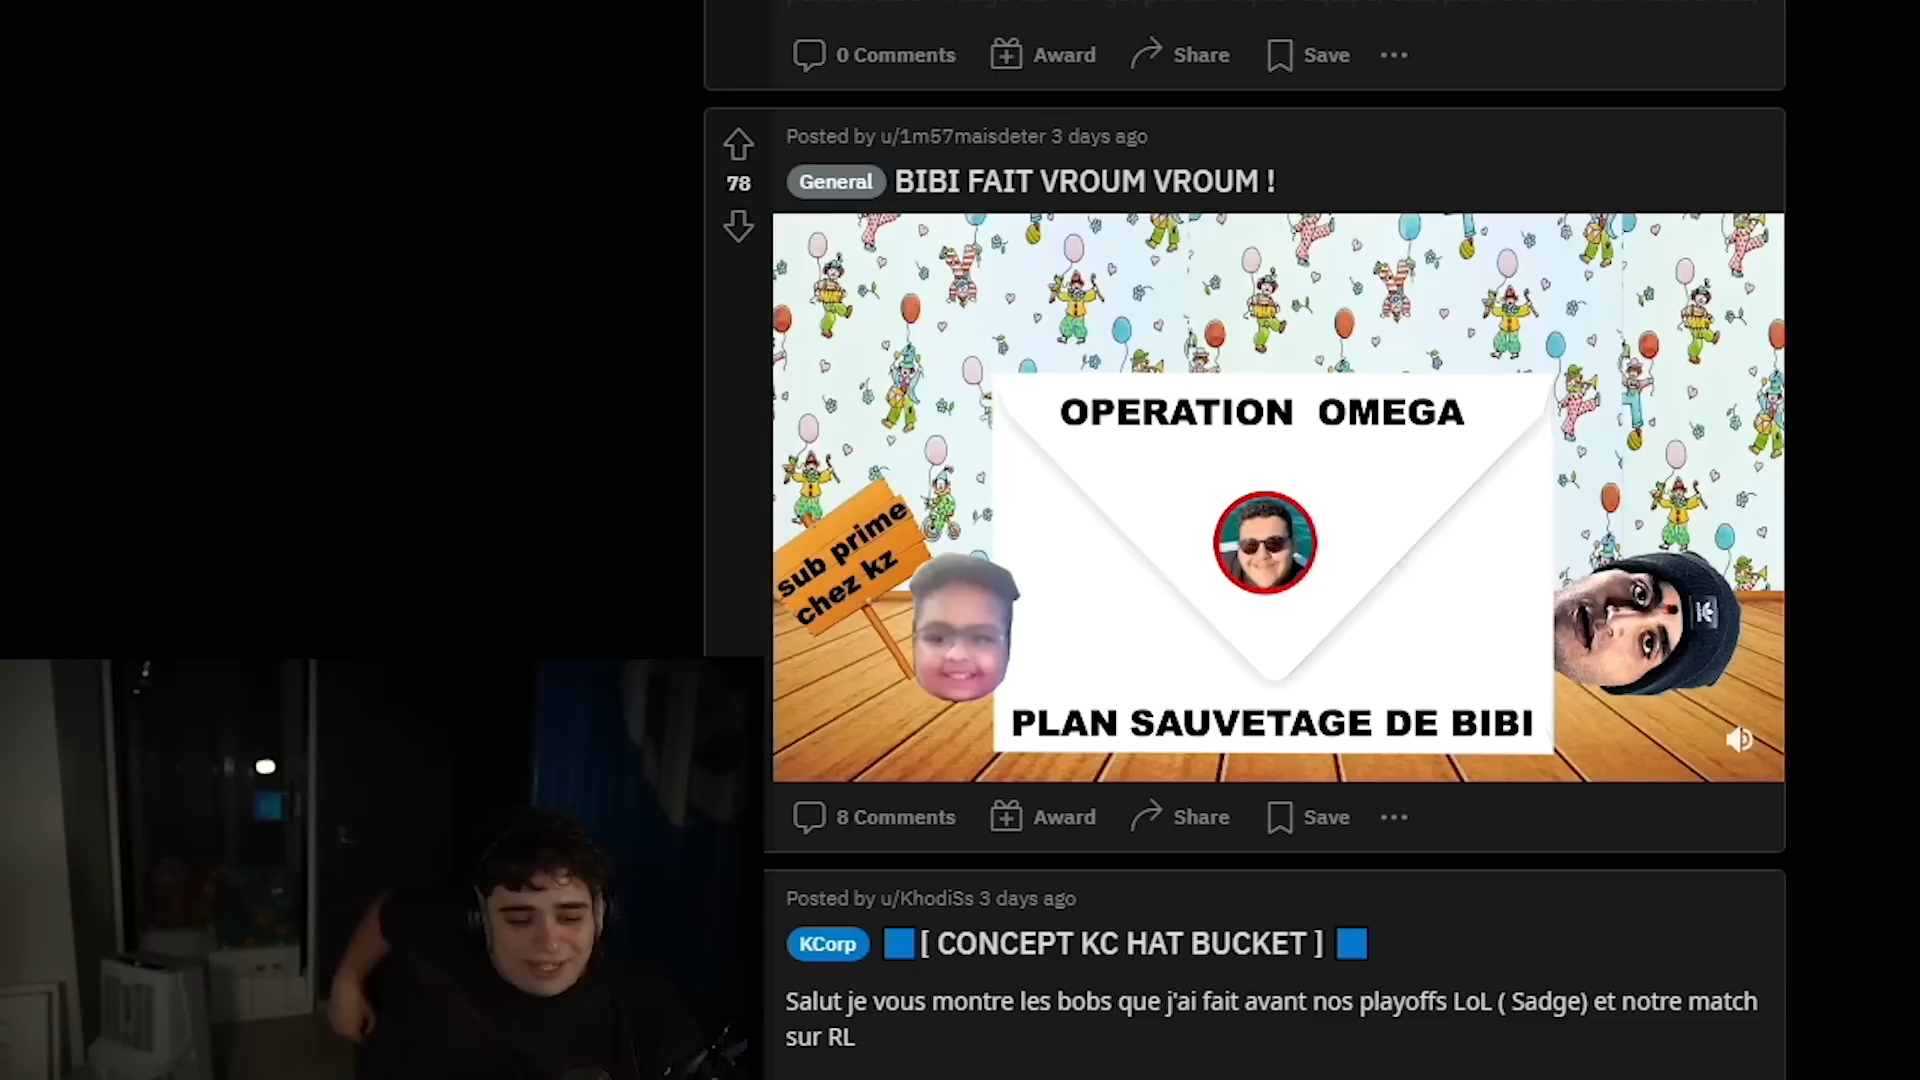 0 Comments Award Share Save
Posted by u/1m57maisdeter 3 days ago
78
General BIBI FAIT VROUM VROUM !
OPERATION OMEGA
sub prime
chez kz
PLAN SAUVETAGE DE BIBI
8 Comments Award Share Save
Posted by u/KhodiSs 3 days ago
KCorp [ CONCEPT KC HAT BUCKET ]
Salut je vous montre les bobs que j'ai fait avant nos playoffs LoL ( Sadge) et notre match
sur RL